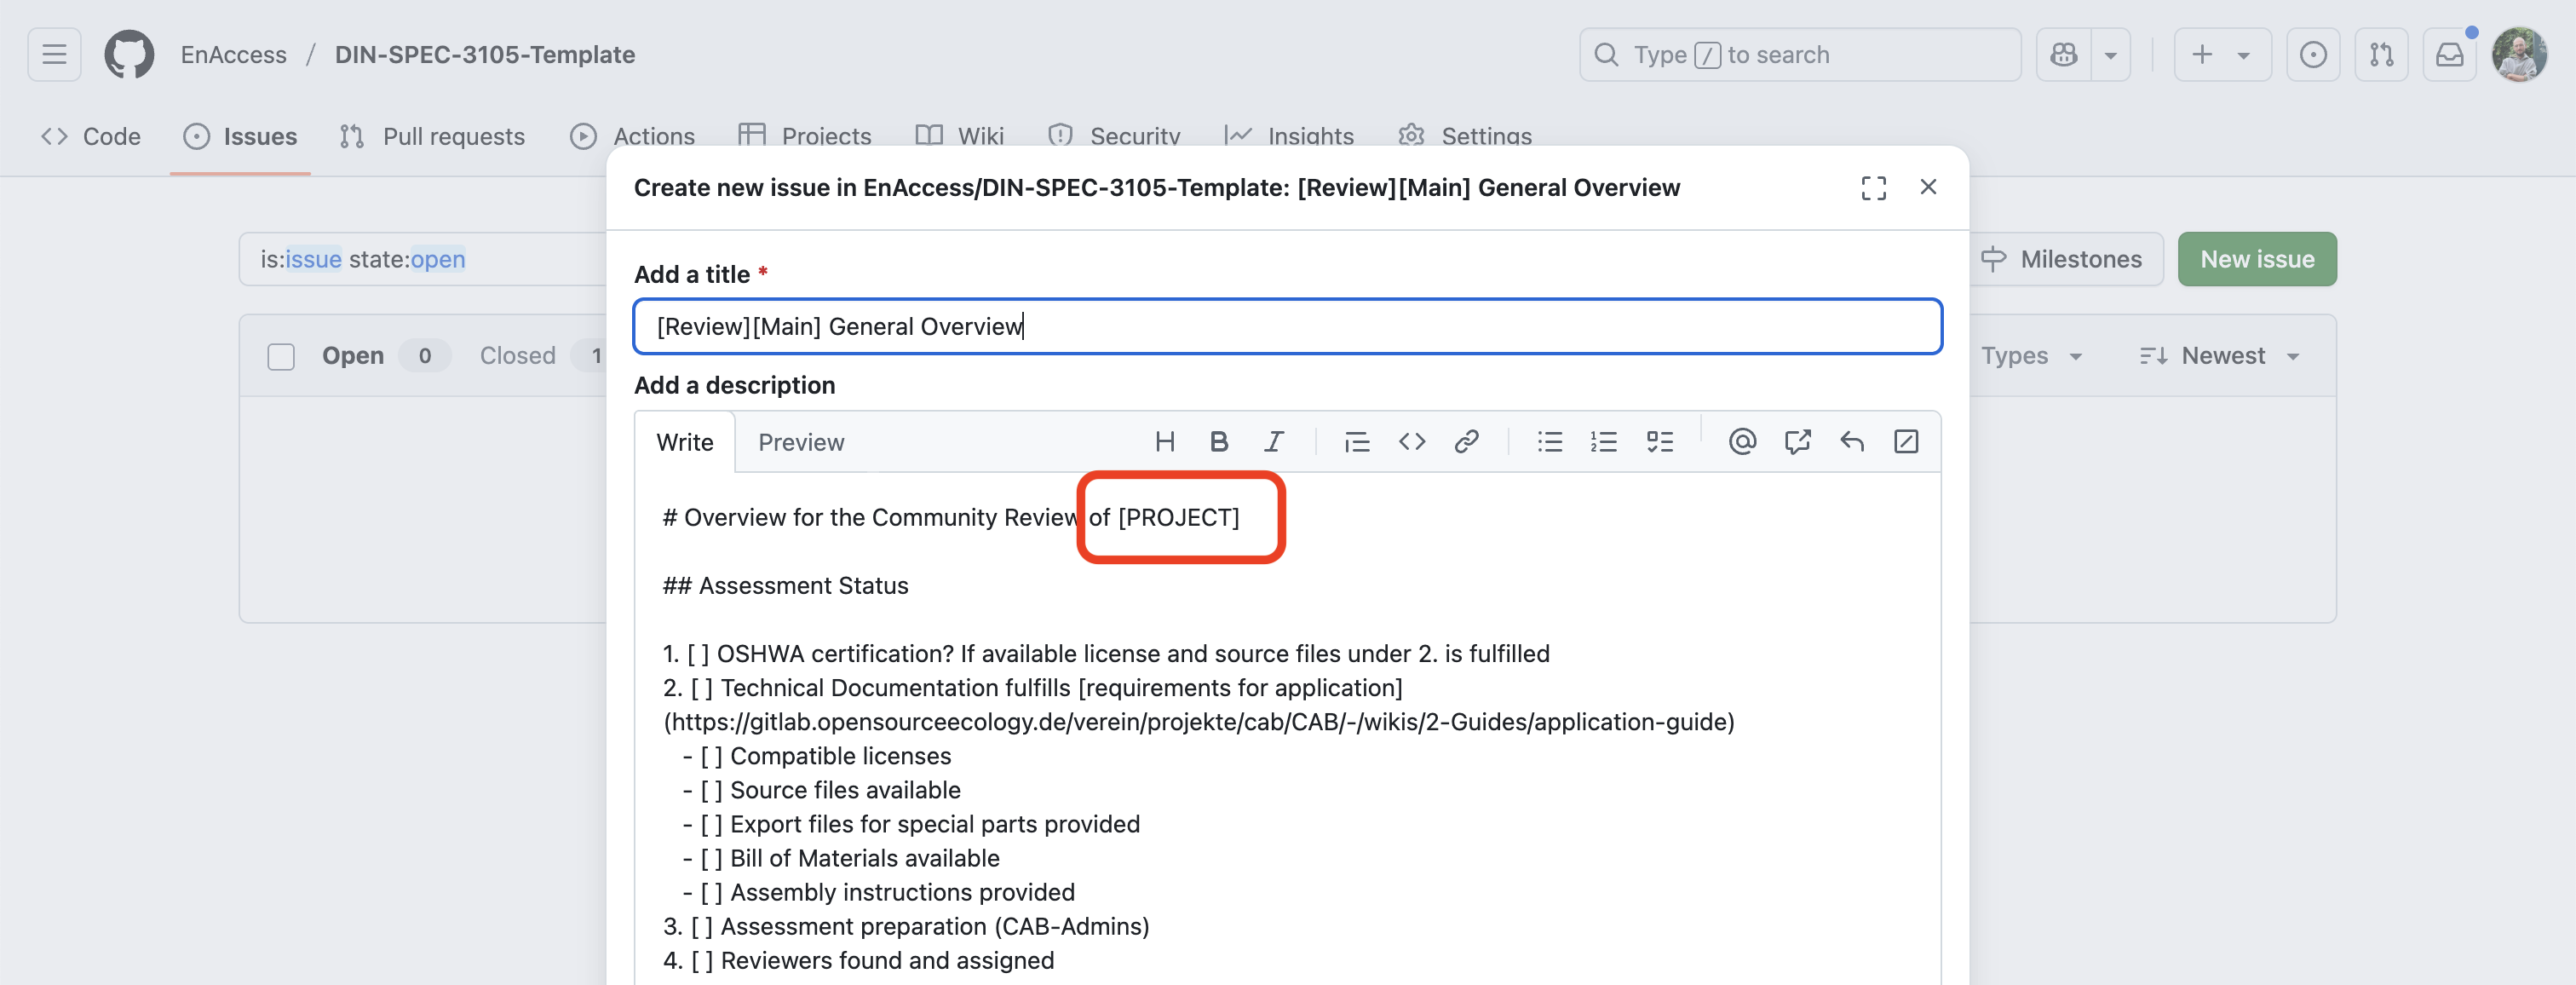 EnAccess / DIN-SPEC-3105-Template
Type / to search
Code Issues Pull requests Actions Projects Wiki Security Insights Settings
Create new issue in EnAccess/DIN-SPEC-3105-Template: [Review][Main] General Overview
is:issue state:open
Milestones
New issue
Add a title *
[Review][Main] General Overview
Open 0 Closed 1
Types Newest
Add a description
Write Preview
# Overview for the Community Review of [PROJECT]
## Assessment Status
1. [ ] OSHWA certification? If available license and source files under 2. is fulfilled
2. [ ] Technical Documentation fulfills [requirements for application]
(https://gitlab.opensourceecology.de/verein/projekte/cab/CAB/-/wikis/2-Guides/application-guide)
- [ ] Compatible licenses
- [ ] Source files available
- [ ] Export files for special parts provided
- [ ] Bill of Materials available
- [ ] Assembly instructions provided
3. [ ] Assessment preparation (CAB-Admins)
4. [ ] Reviewers found and assigned